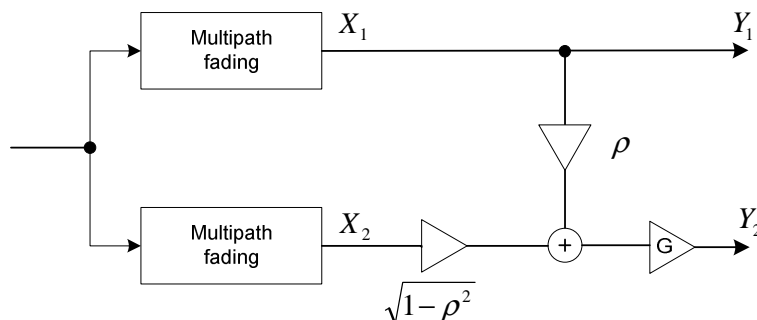 Multipath
fading
X₁
Y₁
ρ
Multipath
fading
X₂
+
G
Y₂
√1−ρ²